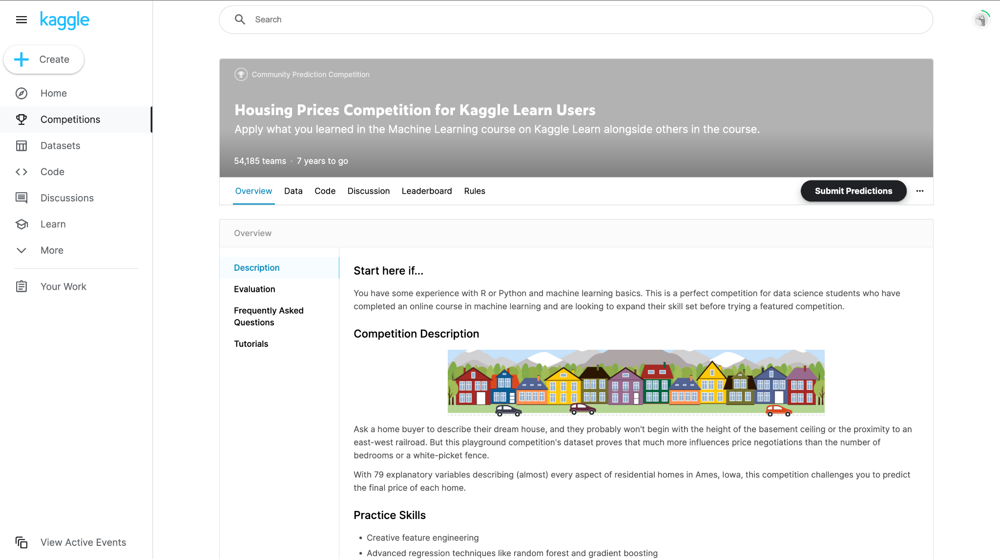 kaggle
Search
Create
Home
Competitions
Datasets
Code
Discussions
Learn
More
Your Work
View Active Events
Community Prediction Competition
Housing Prices Competition for Kaggle Learn Users
Apply what you learned in the Machine Learning course on Kaggle Learn alongside others in the course.
54,185 teams · 7 years to go
Overview Data Code Discussion Leaderboard Rules Submit Predictions
Overview
Description
Evaluation
Frequently Asked
Questions
Tutorials
Start here if...
You have some experience with R or Python and machine learning basics. This is a perfect competition for data science students who have
completed an online course in machine learning and are looking to expand their skill set before trying a featured competition.
Competition Description
Ask a home buyer to describe their dream house, and they probably won't begin with the height of the basement ceiling or the proximity to an
east-west railroad. But this playground competition's dataset proves that much more influences price negotiations than the number of
bedrooms or a white-picket fence.
With 79 explanatory variables describing (almost) every aspect of residential homes in Ames, Iowa, this competition challenges you to predict
the final price of each home.
Practice Skills
• Creative feature engineering
• Advanced regression techniques like random forest and gradient boosting